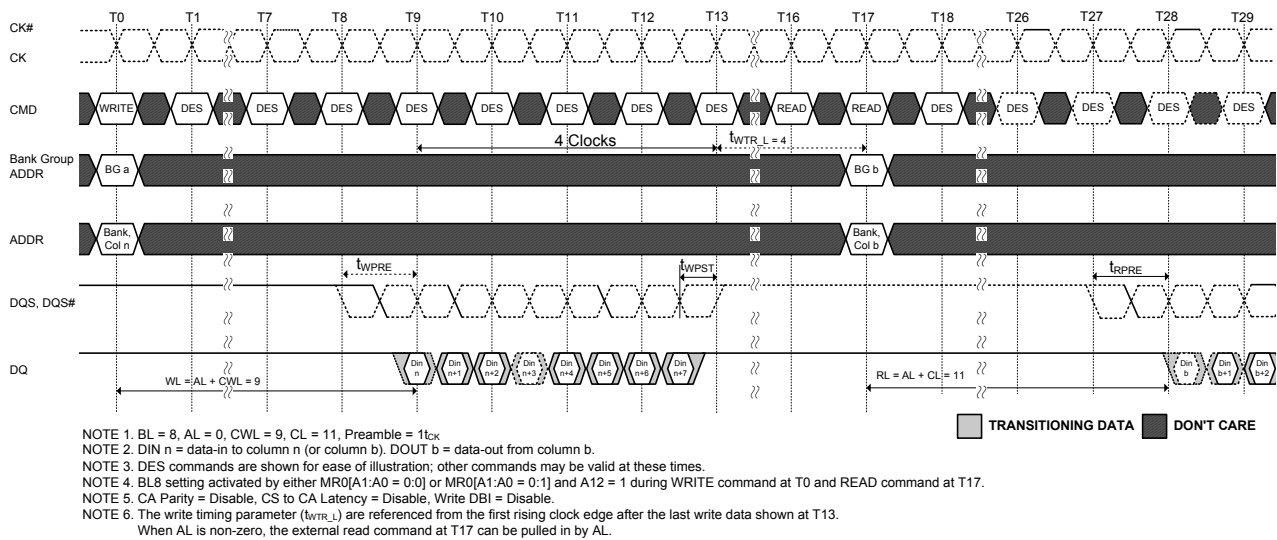 T0 T1 T7 T8 T9 T10 T11 T12 T13 T16 T17 T18 T26 T27 T28 T29
CK#
CK
CMD WRITE DES DES DES DES DES DES DES DES READ READ DES DES DES DES DES
4 Clocks tWTR_L = 4
Bank Group
ADDR BG a BG b
ADDR Bank, Col n Bank, Col b
tWPRE tWPST tRPRE
DQS, DQS#
DQ Din n Din n+1 Din n+2 Din n+3 Din n+4 Din n+5 Din n+6 Din n+7 Din b Din b+1 Din b+2
WL = AL + CWL = 9 RL = AL + CL = 11
TRANSITIONING DATA DON'T CARE
NOTE 1. BL = 8, AL = 0, CWL = 9, CL = 11, Preamble = 1tCK
NOTE 2. DIN n = data-in to column n (or column b). DOUT b = data-out from column b.
NOTE 3. DES commands are shown for ease of illustration; other commands may be valid at these times.
NOTE 4. BL8 setting activated by either MR0[A1:A0 = 0:0] or MR0[A1:A0 = 0:1] and A12 = 1 during WRITE command at T0 and READ command at T17.
NOTE 5. CA Parity = Disable, CS to CA Latency = Disable, Write DBI = Disable.
NOTE 6. The write timing parameter (tWTR_L) are referenced from the first rising clock edge after the last write data shown at T13.
When AL is non-zero, the external read command at T17 can be pulled in by AL.